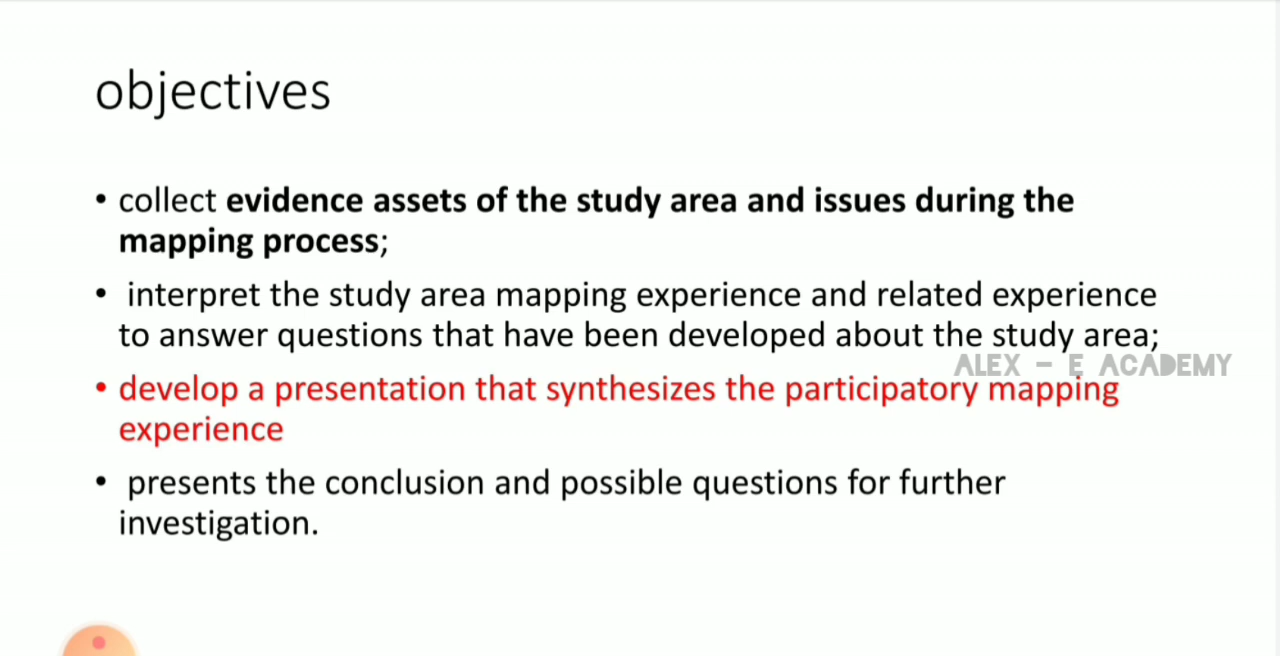 objectives
• collect evidence assets of the study area and issues during the
mapping process;
• interpret the study area mapping experience and related experience
to answer questions that have been developed about the study area;
ALEX - E ACADEMY
• develop a presentation that synthesizes the participatory mapping
experience
• presents the conclusion and possible questions for further
investigation.